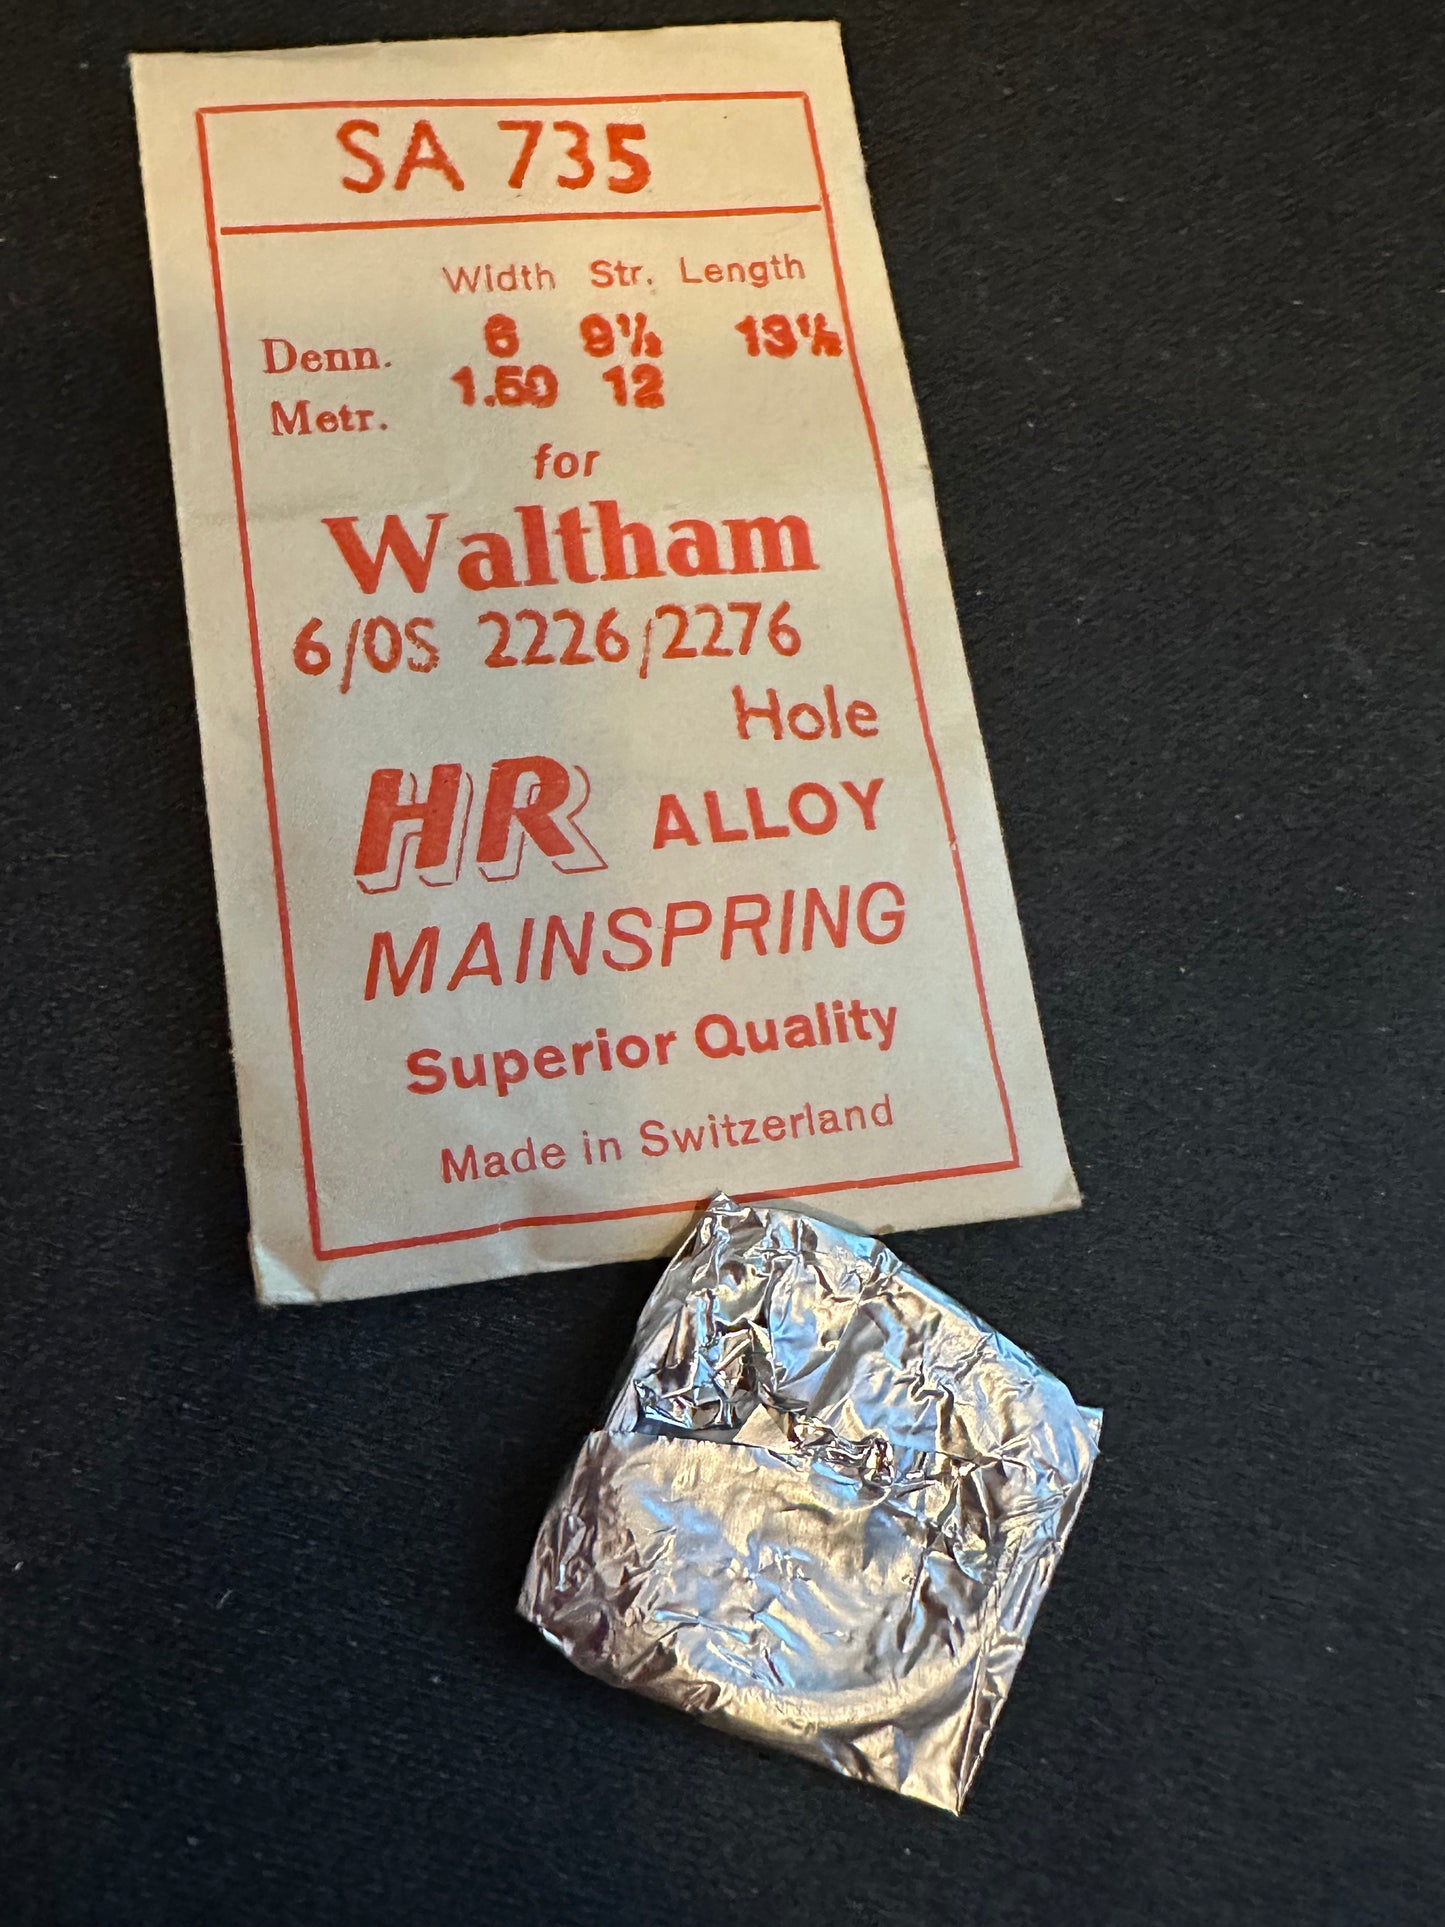 SA 735
Width Str. Length
Denn. 6 9½ 13½
Metr. 1.50 12
for
Waltham
6/0S 2226/2276
Hole
HR ALLOY
MAINSPRING
Superior Quality
Made in Switzerland